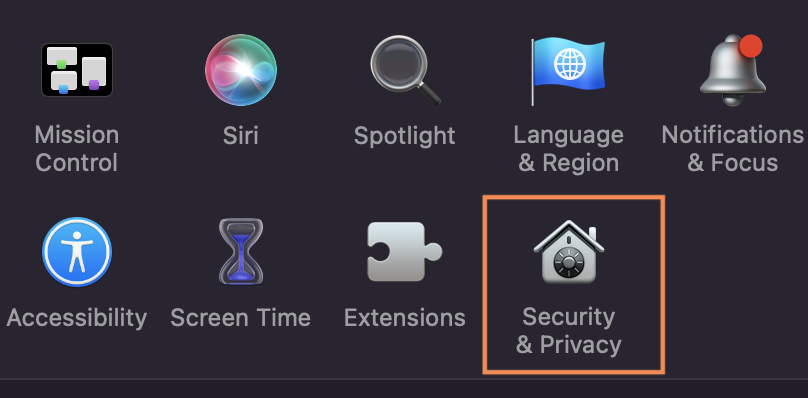 Mission
Control
Siri
Spotlight
Language
& Region
Notifications
& Focus
Accessibility
Screen Time
Extensions
Security
& Privacy